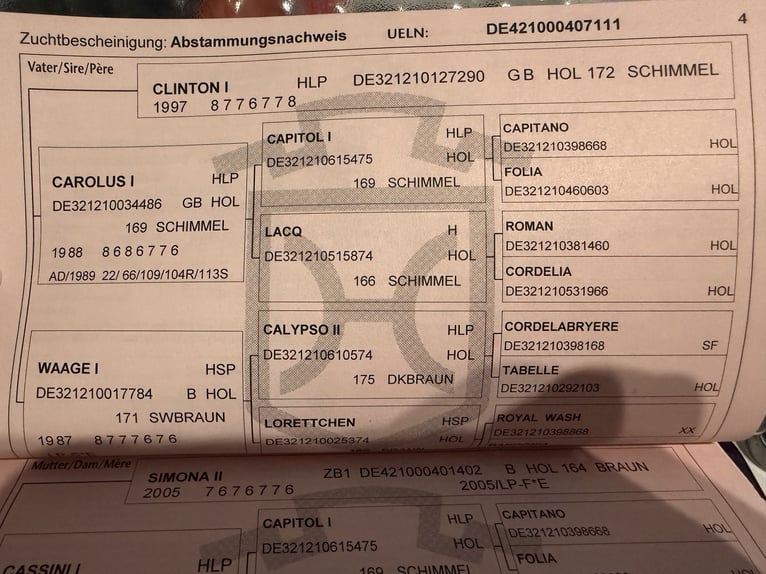 4
Zuchtbescheinigung: Abstammungsnachweis UELN: DE421000407111
Vater/Sire/Père
CLINTON I HLP DE321210127290 GB HOL 172 SCHIMMEL
1997 8776778
CAROLUS I HLP
DE321210034486 GB HOL
169 SCHIMMEL
1988 8686776
AD/1989 22/ 66/109/104R/113S
WAAGE I HSP
DE321210017784 B HOL
171 SWBRAUN
1987 8777676
CAPITOL I HLP
DE321210615475 HOL
169 SCHIMMEL
LACQ H
DE321210515874 HOL
166 SCHIMMEL
CALYPSO II HLP
DE321210610574 HOL
175 DKBRAUN
LORETTCHEN HSP
DE321210025374 HOL
CAPITANO
DE321210398668 HOL
FOLIA
DE321210460603 HOL
ROMAN
DE321210381460 HOL
CORDELIA
DE321210531966 HOL
CORDELABRYERE
DE321210398168 SF
TABELLE
DE321210292103 HOL
ROYAL WASH
DE321210398868 XX
Mutter/Dam/Mère
SIMONA II ZB1 DE421000401402 B HOL 164 BRAUN
2005 7676776 2005/LP-F*E
CASSINI I HLP
CAPITOL I HLP
DE321210615475 HOL
169 SCHIMMEL
CAPITANO
DE321210398668 HOL
FOLIA
HOL